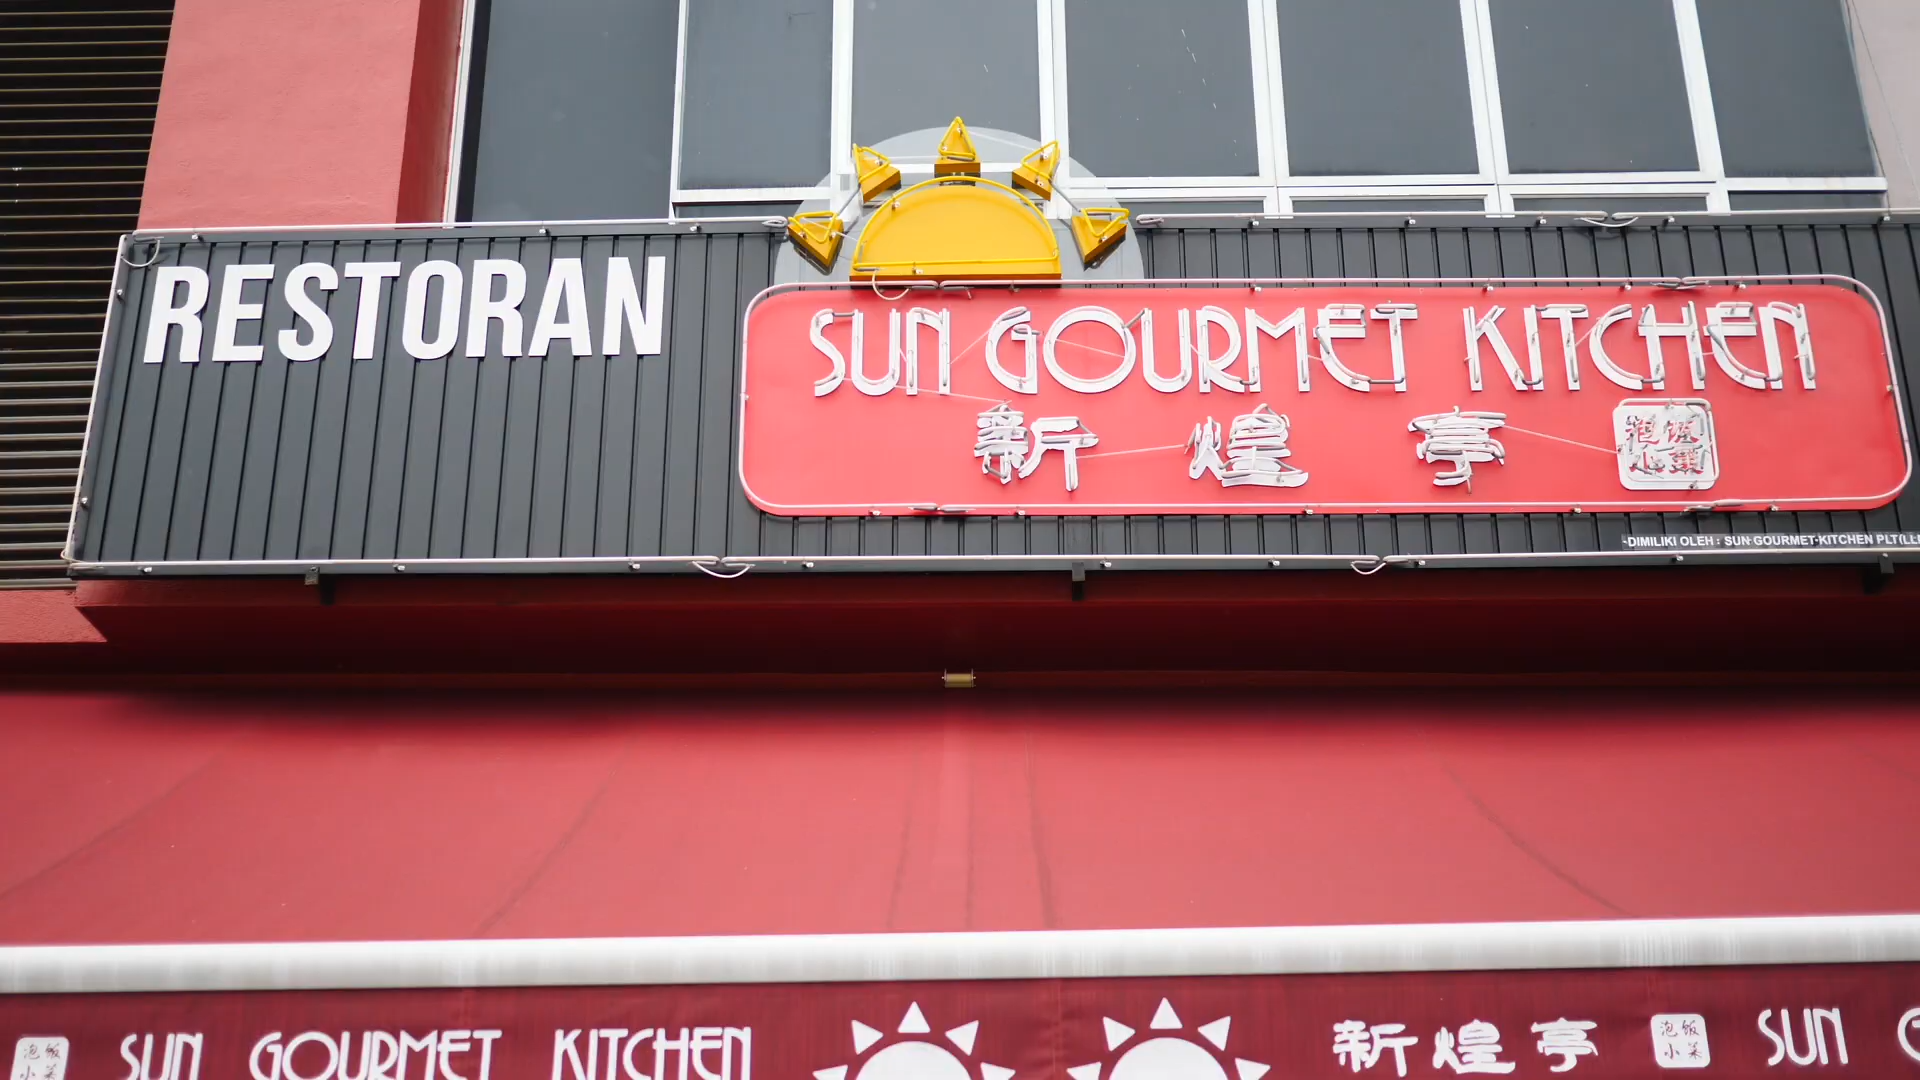 RESTORAN
SUN GOURMET KITCHEN
新煌亭
泡饭
小菜
DIMILIKI OLEH : SUN GOURMET KITCHEN PLT
泡饭
小菜
SUN GOURMET KITCHEN
新煌亭
泡饭
小菜
SUN